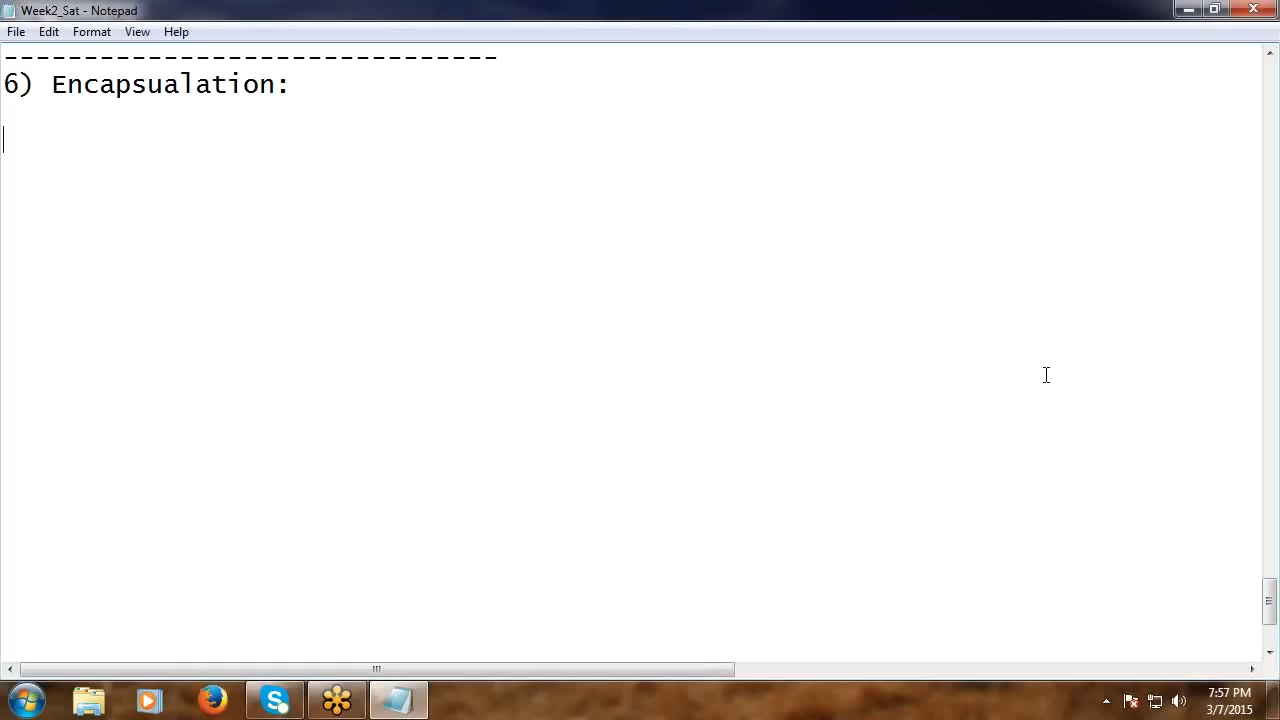 Week2_Sat - Notepad
File Edit Format View Help
-------------------------------
6) Encapsualation:
7:57 PM
3/7/2015